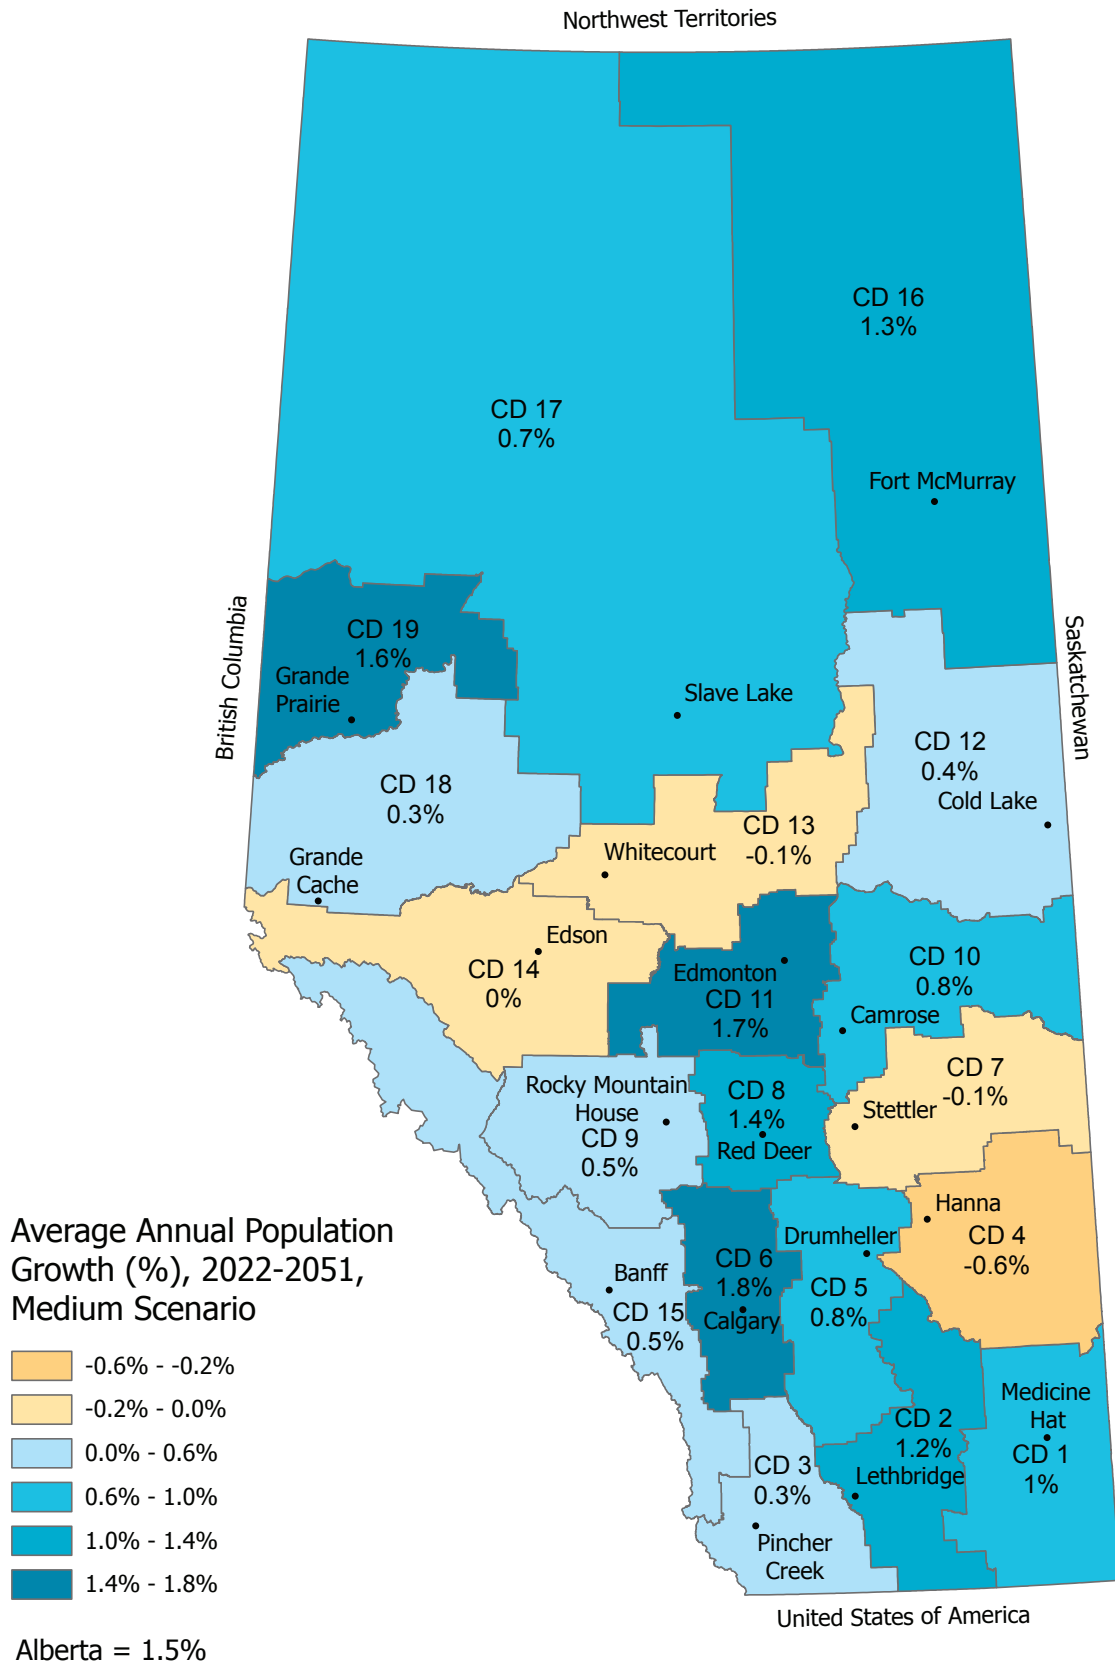 Northwest Territories
CD 16
1.3%
CD 17
0.7%
Fort McMurray
British Columbia
Saskatchewan
CD 19
1.6%
Grande
Prairie
Slave Lake
CD 12
0.4%
Cold Lake
CD 18
0.3%
CD 13
-0.1%
Whitecourt
Grande
Cache
Edson
CD 14
0%
Edmonton
CD 11
1.7%
CD 10
0.8%
Camrose
CD 7
-0.1%
Stettler
Rocky Mountain
House
CD 9
0.5%
CD 8
1.4%
Red Deer
Hanna
CD 4
-0.6%
Drumheller
CD 5
0.8%
CD 6
1.8%
Calgary
Banff
CD 15
0.5%
Medicine
Hat
CD 1
1%
CD 2
1.2%
Lethbridge
CD 3
0.3%
Pincher
Creek
United States of America
Average Annual Population
Growth (%), 2022-2051,
Medium Scenario
-0.6% - -0.2%
-0.2% - 0.0%
0.0% - 0.6%
0.6% - 1.0%
1.0% - 1.4%
1.4% - 1.8%
Alberta = 1.5%